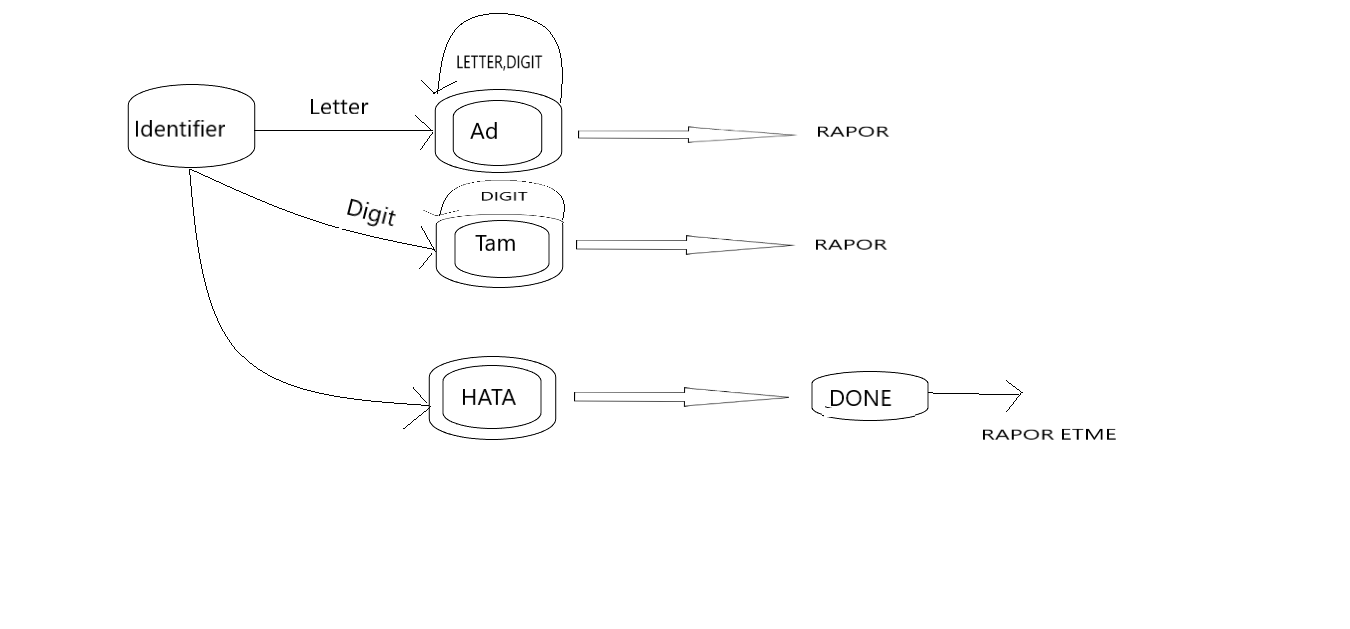 LETTER,DIGIT
Letter
Identifier
Ad
RAPOR
DIGIT
Digit
Tam
RAPOR
HATA
DONE
RAPOR ETME